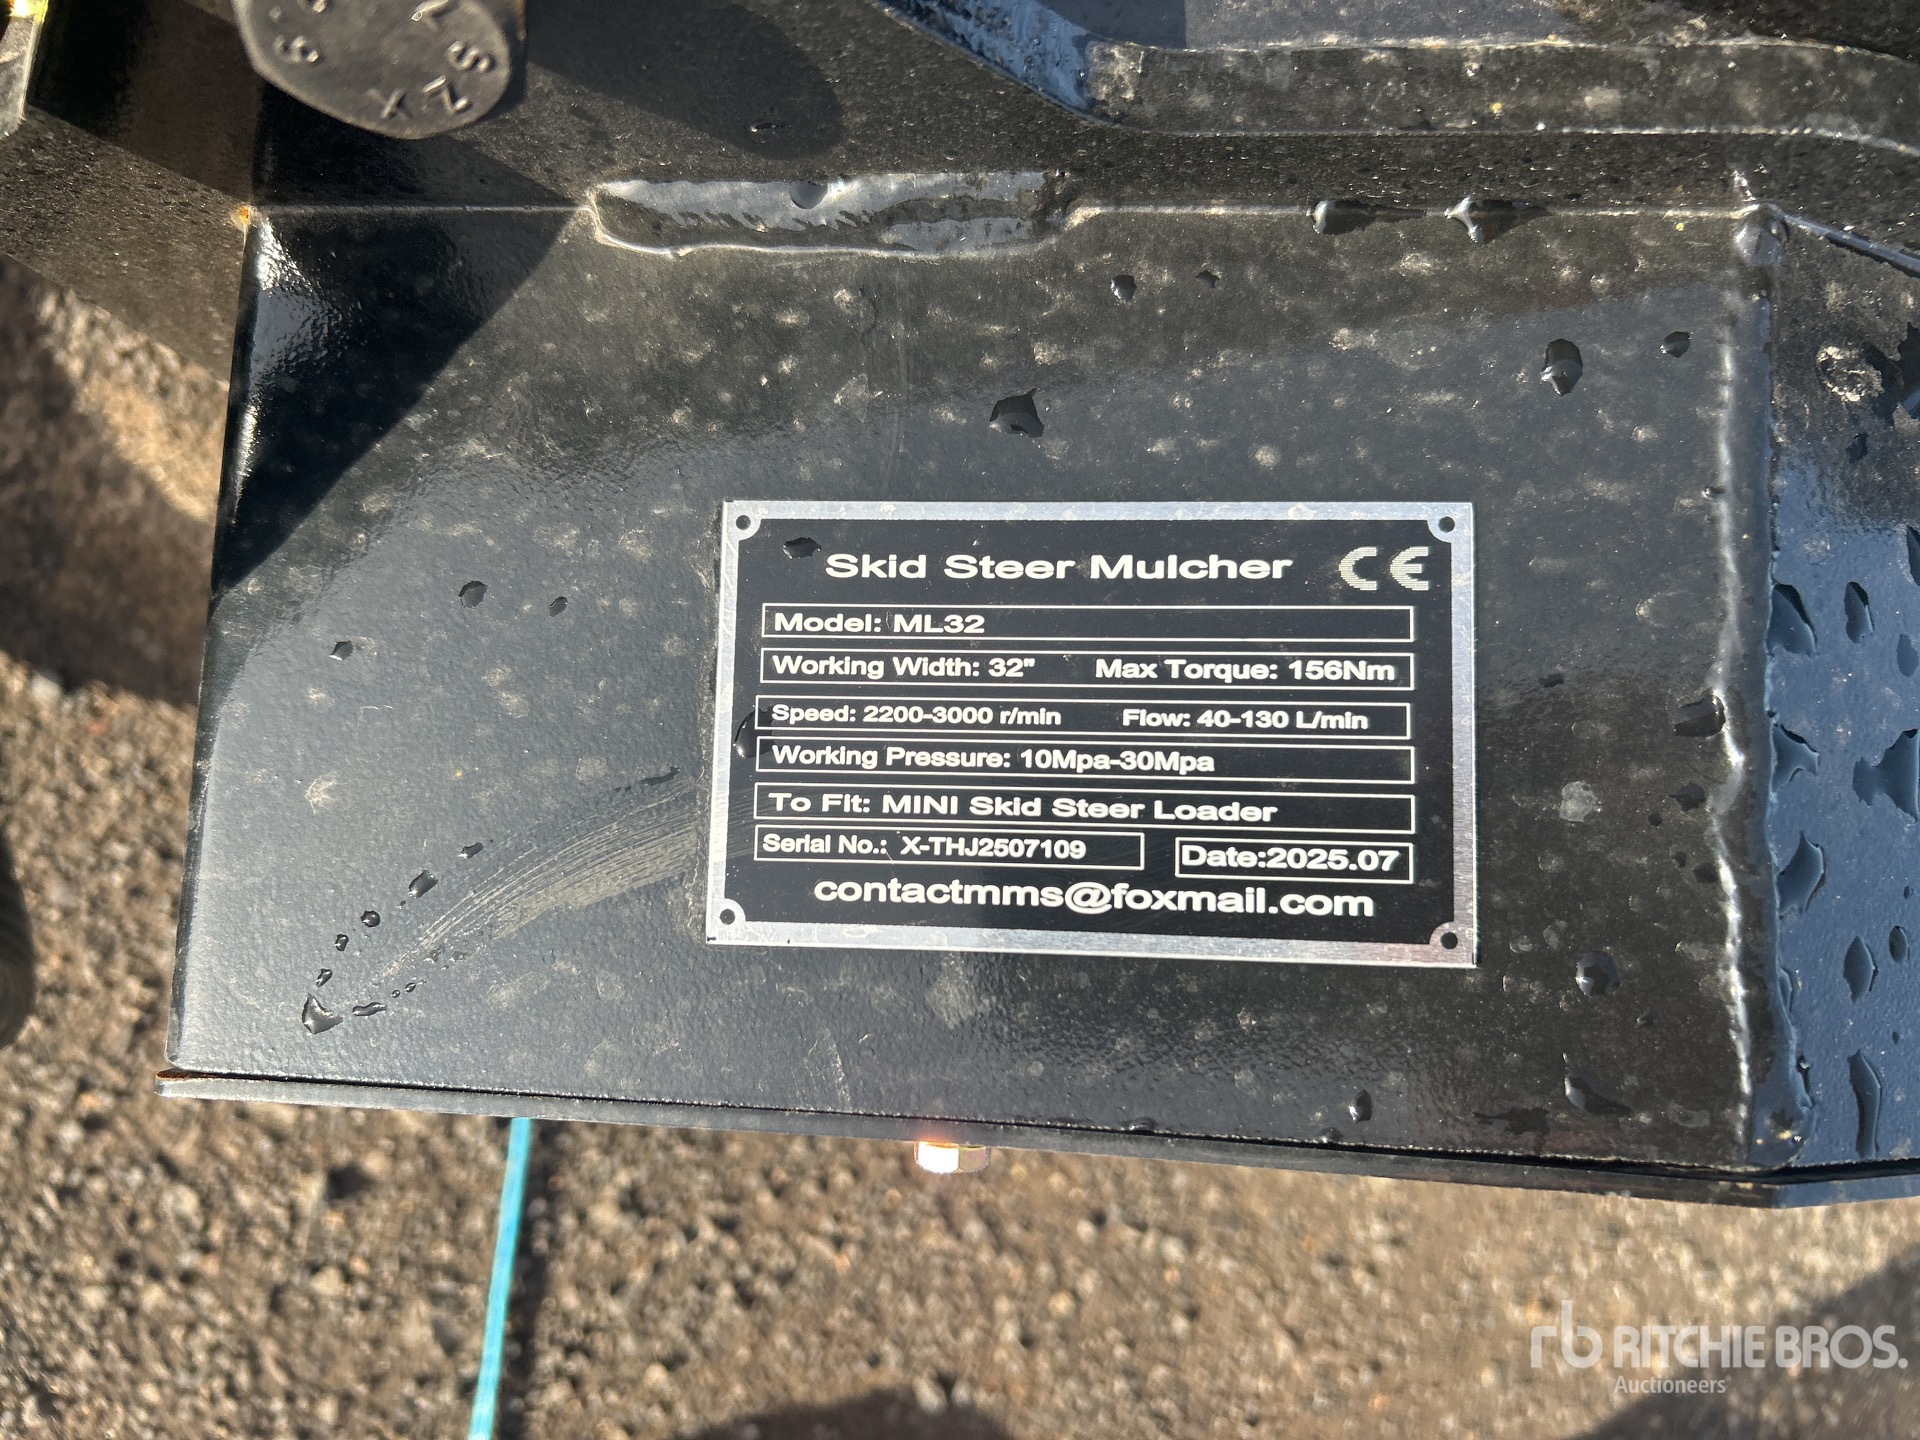 Skid Steer Mulcher CE
Model: ML32
Working Width: 32" Max Torque: 156Nm
Speed: 2200-3000 r/min Flow: 40-130 L/min
Working Pressure: 10Mpa-30Mpa
To Fit: MINI Skid Steer Loader
Serial No.: X-THJ2507109 Date:2025.07
contactmms@foxmail.com
rb RITCHIE BROS.
Auctioneers